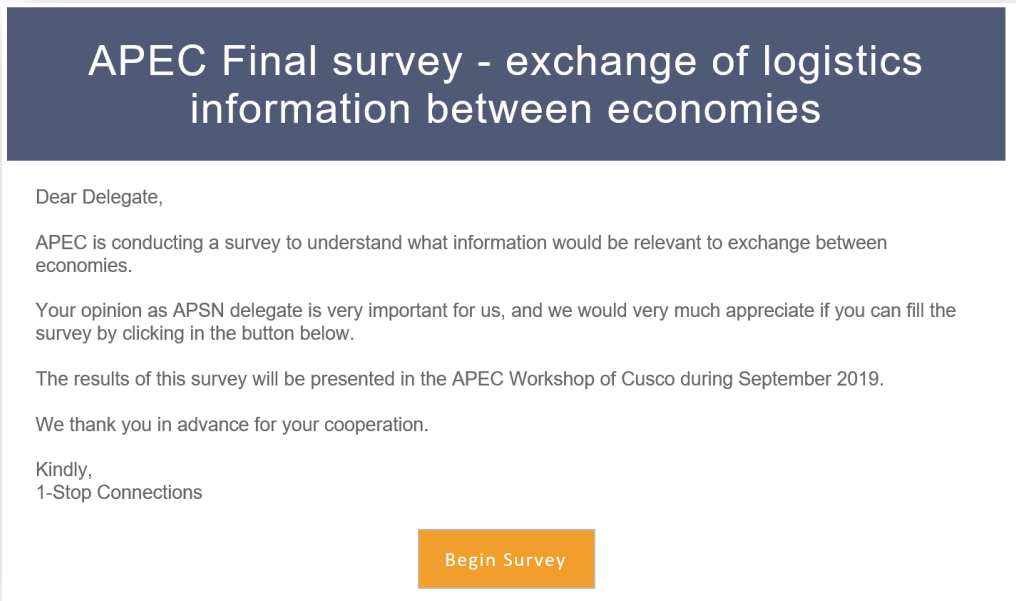 APEC Final survey - exchange of logistics
information between economies
Dear Delegate,
APEC is conducting a survey to understand what information would be relevant to exchange between
economies.
Your opinion as APSN delegate is very important for us, and we would very much appreciate if you can fill the
survey by clicking in the button below.
The results of this survey will be presented in the APEC Workshop of Cusco during September 2019.
We thank you in advance for your cooperation.
Kindly,
1-Stop Connections
Begin Survey